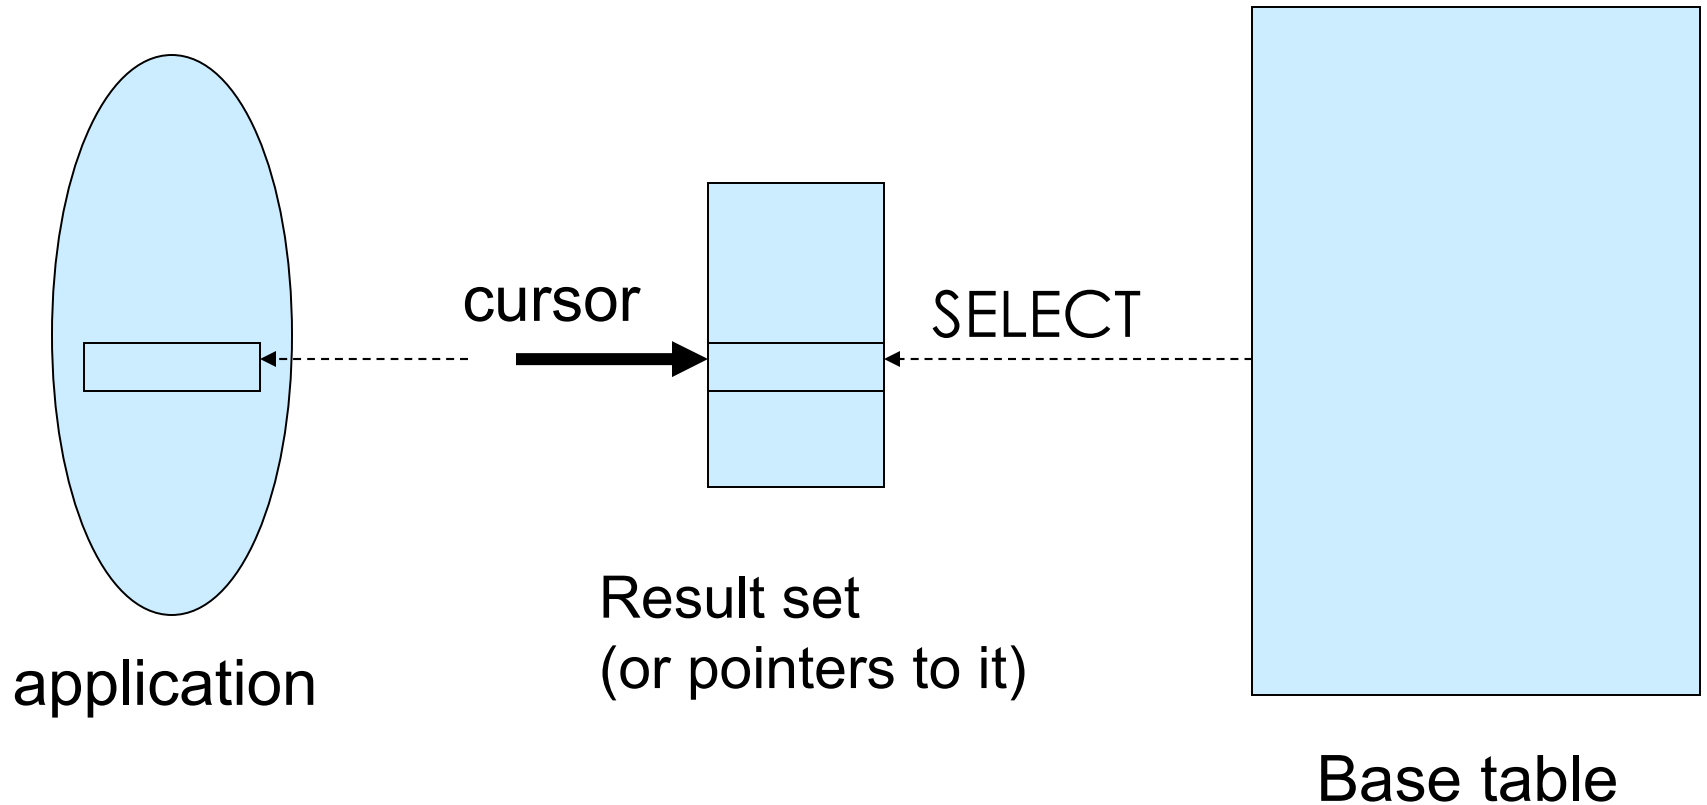 cursor
SELECT
Result set
(or pointers to it)
application
Base table